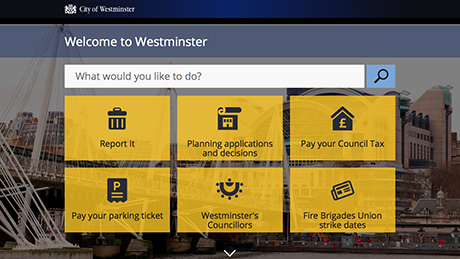 City of Westminster
Welcome to Westminster
What would you like to do?
Report It
Planning applications
and decisions
Pay your Council Tax
Pay your parking ticket
Westminster's
Councillors
Fire Brigades Union
strike dates